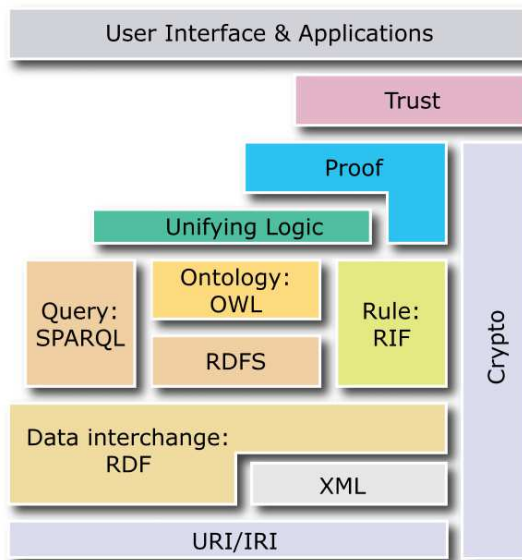 User Interface & Applications
Trust
Proof
Unifying Logic
Query:
SPARQL
Ontology:
OWL
RDFS
Rule:
RIF
Crypto
Data interchange:
RDF
XML
URI/IRI